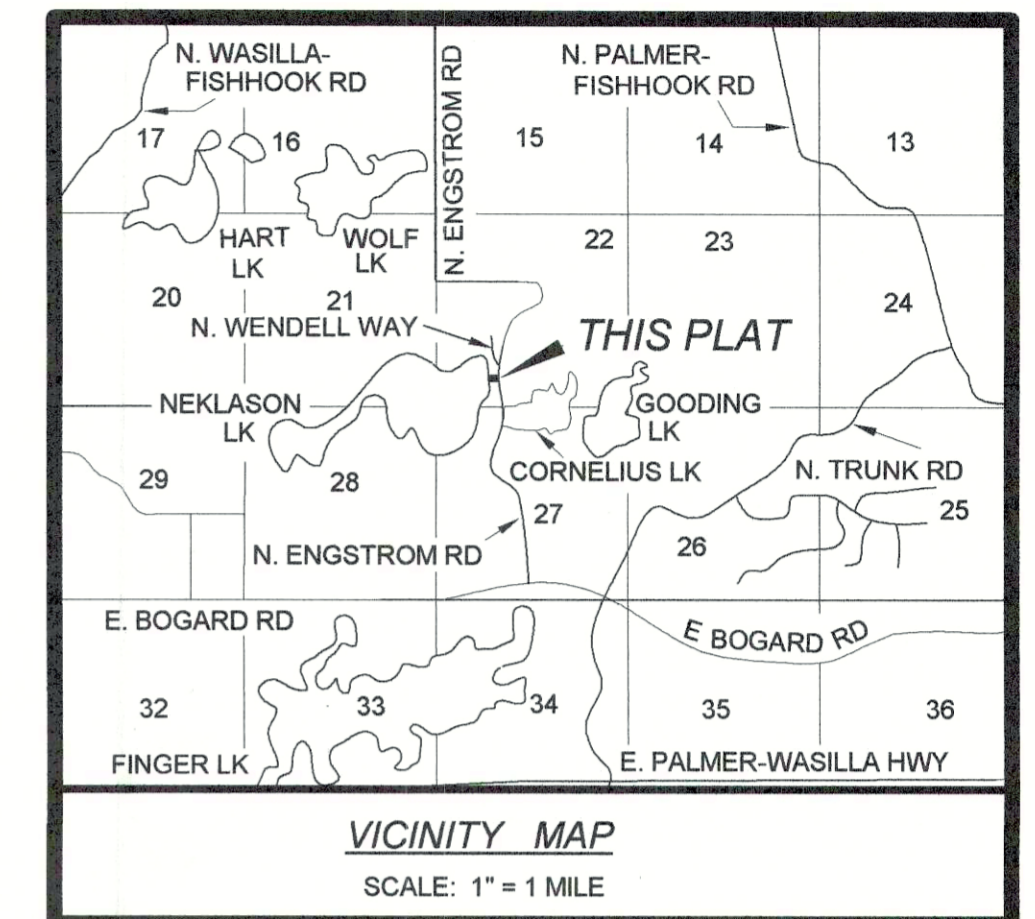 N. WASILLA-
FISHHOOK RD
N. ENGSTROM RD
N. PALMER-
FISHHOOK RD
17
16
15
14
13
HART
LK
WOLF
LK
22
23
20
21
24
N. WENDELL WAY
THIS PLAT
NEKLASON
LK
GOODING
LK
CORNELIUS LK
N. TRUNK RD
29
28
27
26
25
N. ENGSTROM RD
E. BOGARD RD
E BOGARD RD
32
33
34
35
36
FINGER LK
E. PALMER-WASILLA HWY
VICINITY MAP
SCALE: 1" = 1 MILE